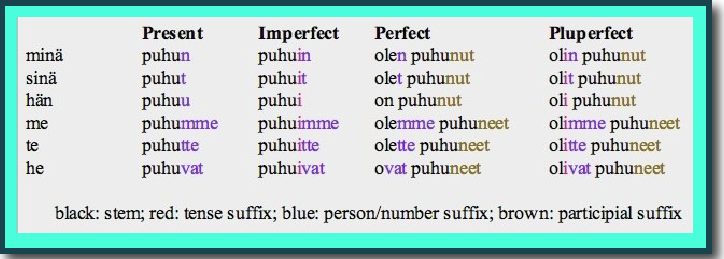 Present Imperfect Perfect Pluperfect
minä puhun puhuin olen puhunut olin puhunut
sinä puhut puhuit olet puhunut olit puhunut
hän puhuu puhui on puhunut oli puhunut
me puhumme puhuimme olemme puhuneet olimme puhuneet
te puhutte puhuitte olette puhuneet olitte puhuneet
he puhuvat puhuivat ovat puhuneet olivat puhuneet
black: stem; red: tense suffix; blue: person/number suffix; brown: participial suffix